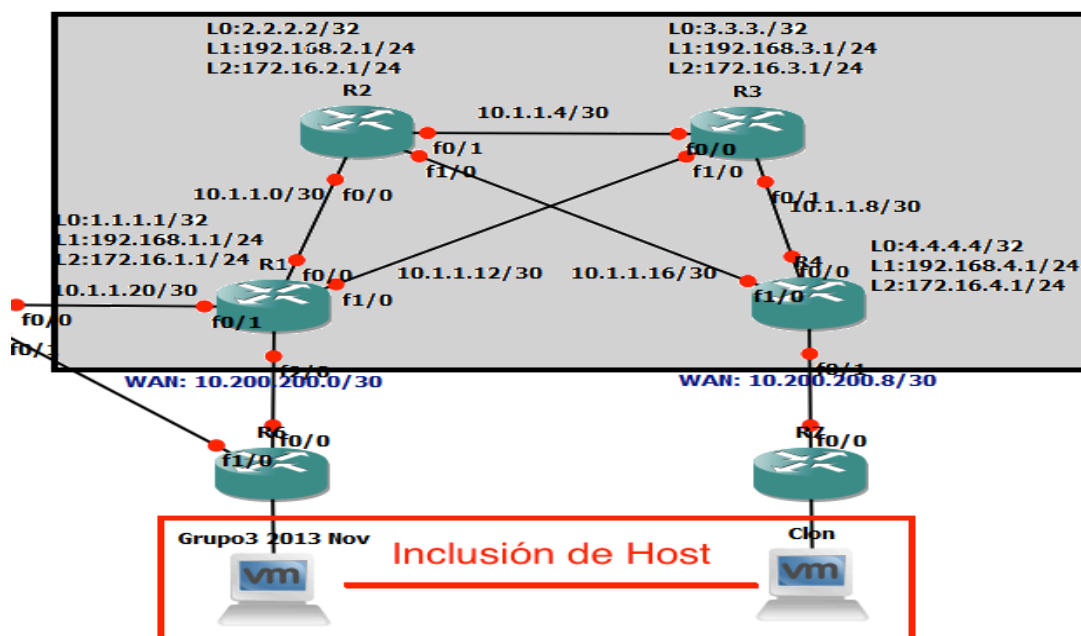 L0:2.2.2.2/32
L1:192.168.2.1/24
L2:172.16.2.1/24
R2
L0:3.3.3./32
L1:192.168.3.1/24
L2:172.16.3.1/24
R3
10.1.1.4/30
f0/1
f1/0
f0/0
f1/0
10.1.1.0/30
f0/0
f0/1
10.1.1.8/30
L0:1.1.1.1/32
L1:192.168.1.1/24
L2:172.16.1.1/24
R1
f0/0
10.1.1.12/30
10.1.1.16/30
R4
f0/0
L0:4.4.4.4/32
L1:192.168.4.1/24
L2:172.16.4.1/24
10.1.1.20/30
f1/0
f1/0
f0/0
f0/1
f0/1
WAN: 10.200.200.0/30
f0/1
WAN: 10.200.200.8/30
R6
f0/0
f1/0
R7
f0/0
Grupo3 2013 Nov
Inclusión de Host
Clon
vm
vm